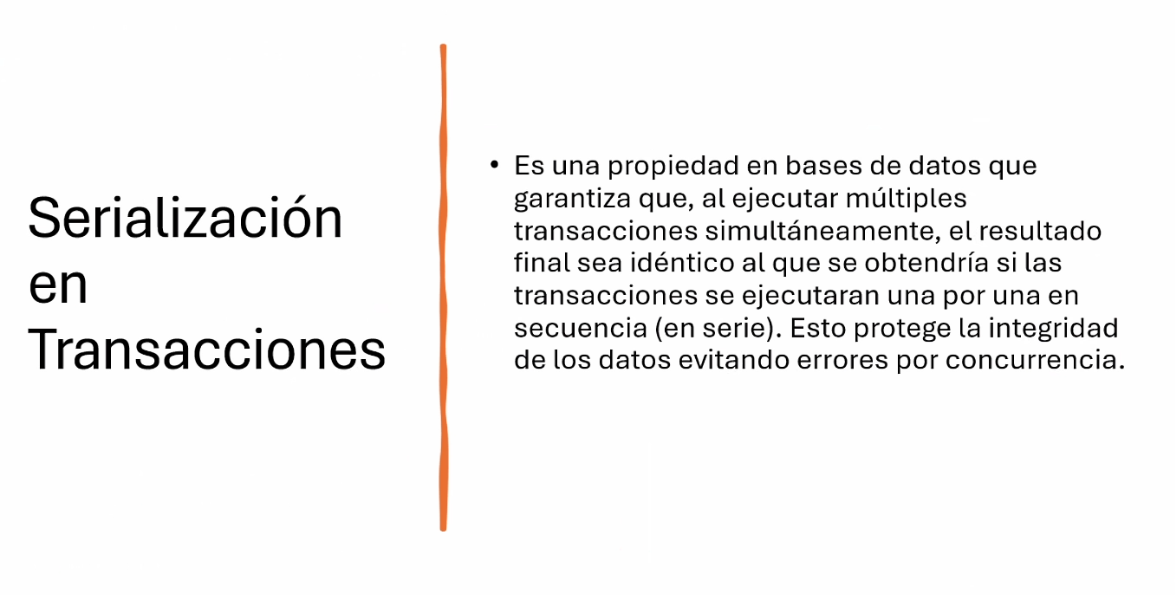 Serialización
en
Transacciones
• Es una propiedad en bases de datos que
garantiza que, al ejecutar múltiples
transacciones simultáneamente, el resultado
final sea idéntico al que se obtendría si las
transacciones se ejecutaran una por una en
secuencia (en serie). Esto protege la integridad
de los datos evitando errores por concurrencia.